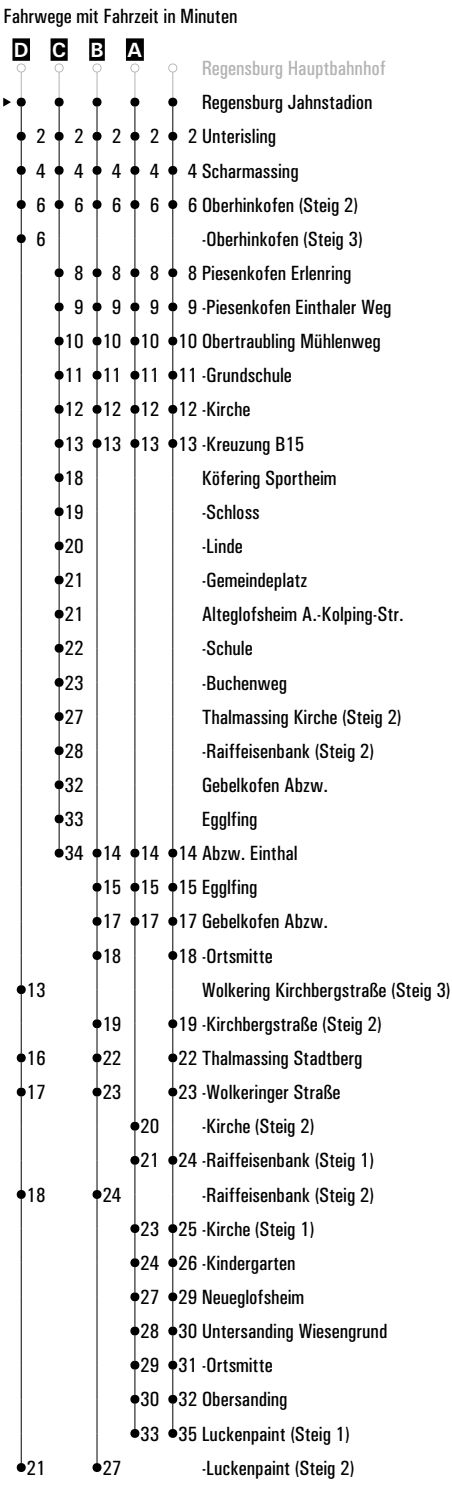 Fahrwege mit Fahrzeit in Minuten
D C B A
Regensburg Hauptbahnhof
Regensburg Jahnstadion
2 2 2 2 2 Unterisling
4 4 4 4 4 Scharmassing
6 6 6 6 6 Oberhinkofen (Steig 2)
6 -Oberhinkofen (Steig 3)
8 8 8 8 Piesenkofen Erlenring
9 9 9 9 -Piesenkofen Einthaler Weg
10 10 10 10 Obertraubling Mühlenweg
11 11 11 11 -Grundschule
12 12 12 12 -Kirche
13 13 13 13 -Kreuzung B15
18 Köfering Sportheim
19 -Schloss
20 -Linde
21 -Gemeindeplatz
21 Alteglofsheim A.-Kolping-Str.
22 -Schule
23 -Buchenweg
27 Thalmassing Kirche (Steig 2)
28 -Raiffeisenbank (Steig 2)
32 Gebelkofen Abzw.
33 Egglfing
34 14 14 14 Abzw. Einthal
15 15 15 Egglfing
17 17 17 Gebelkofen Abzw.
18 18 -Ortsmitte
13 Wolkering Kirchbergstraße (Steig 3)
19 19 -Kirchbergstraße (Steig 2)
16 22 22 Thalmassing Stadtberg
17 23 23 -Wolkeringer Straße
20 -Kirche (Steig 2)
21 24 -Raiffeisenbank (Steig 1)
18 24 -Raiffeisenbank (Steig 2)
23 25 -Kirche (Steig 1)
24 26 -Kindergarten
27 29 Neueglofsheim
28 30 Untersanding Wiesengrund
29 31 -Ortsmitte
30 32 Obersanding
33 35 Luckenpaint (Steig 1)
21 27 -Luckenpaint (Steig 2)